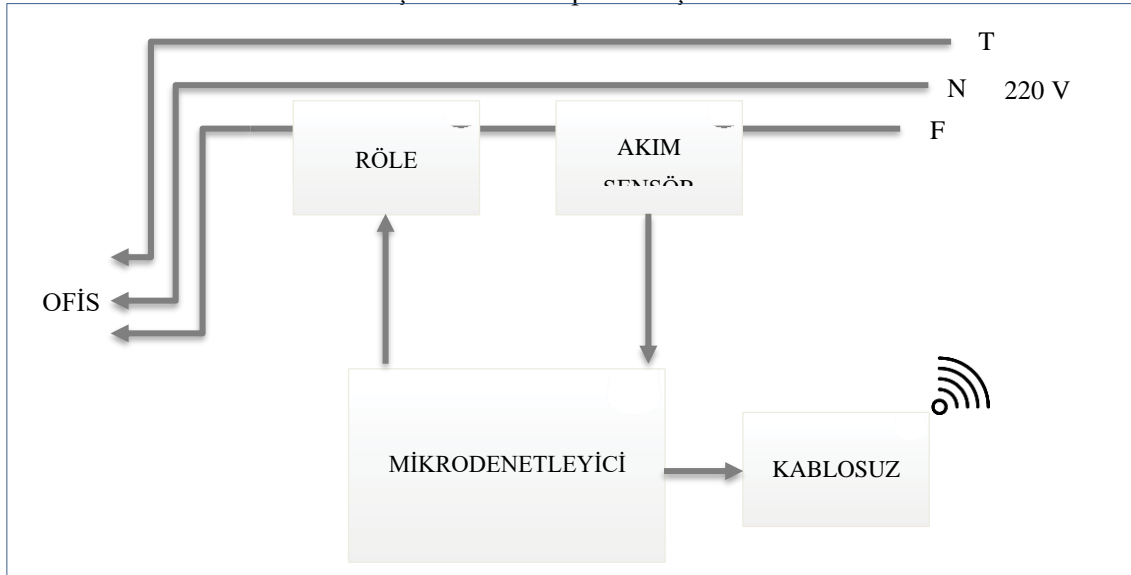 T
N 220 V
F
RÖLE
AKIM
OFİS
MİKRODENETLEYİCİ
KABLOSUZ